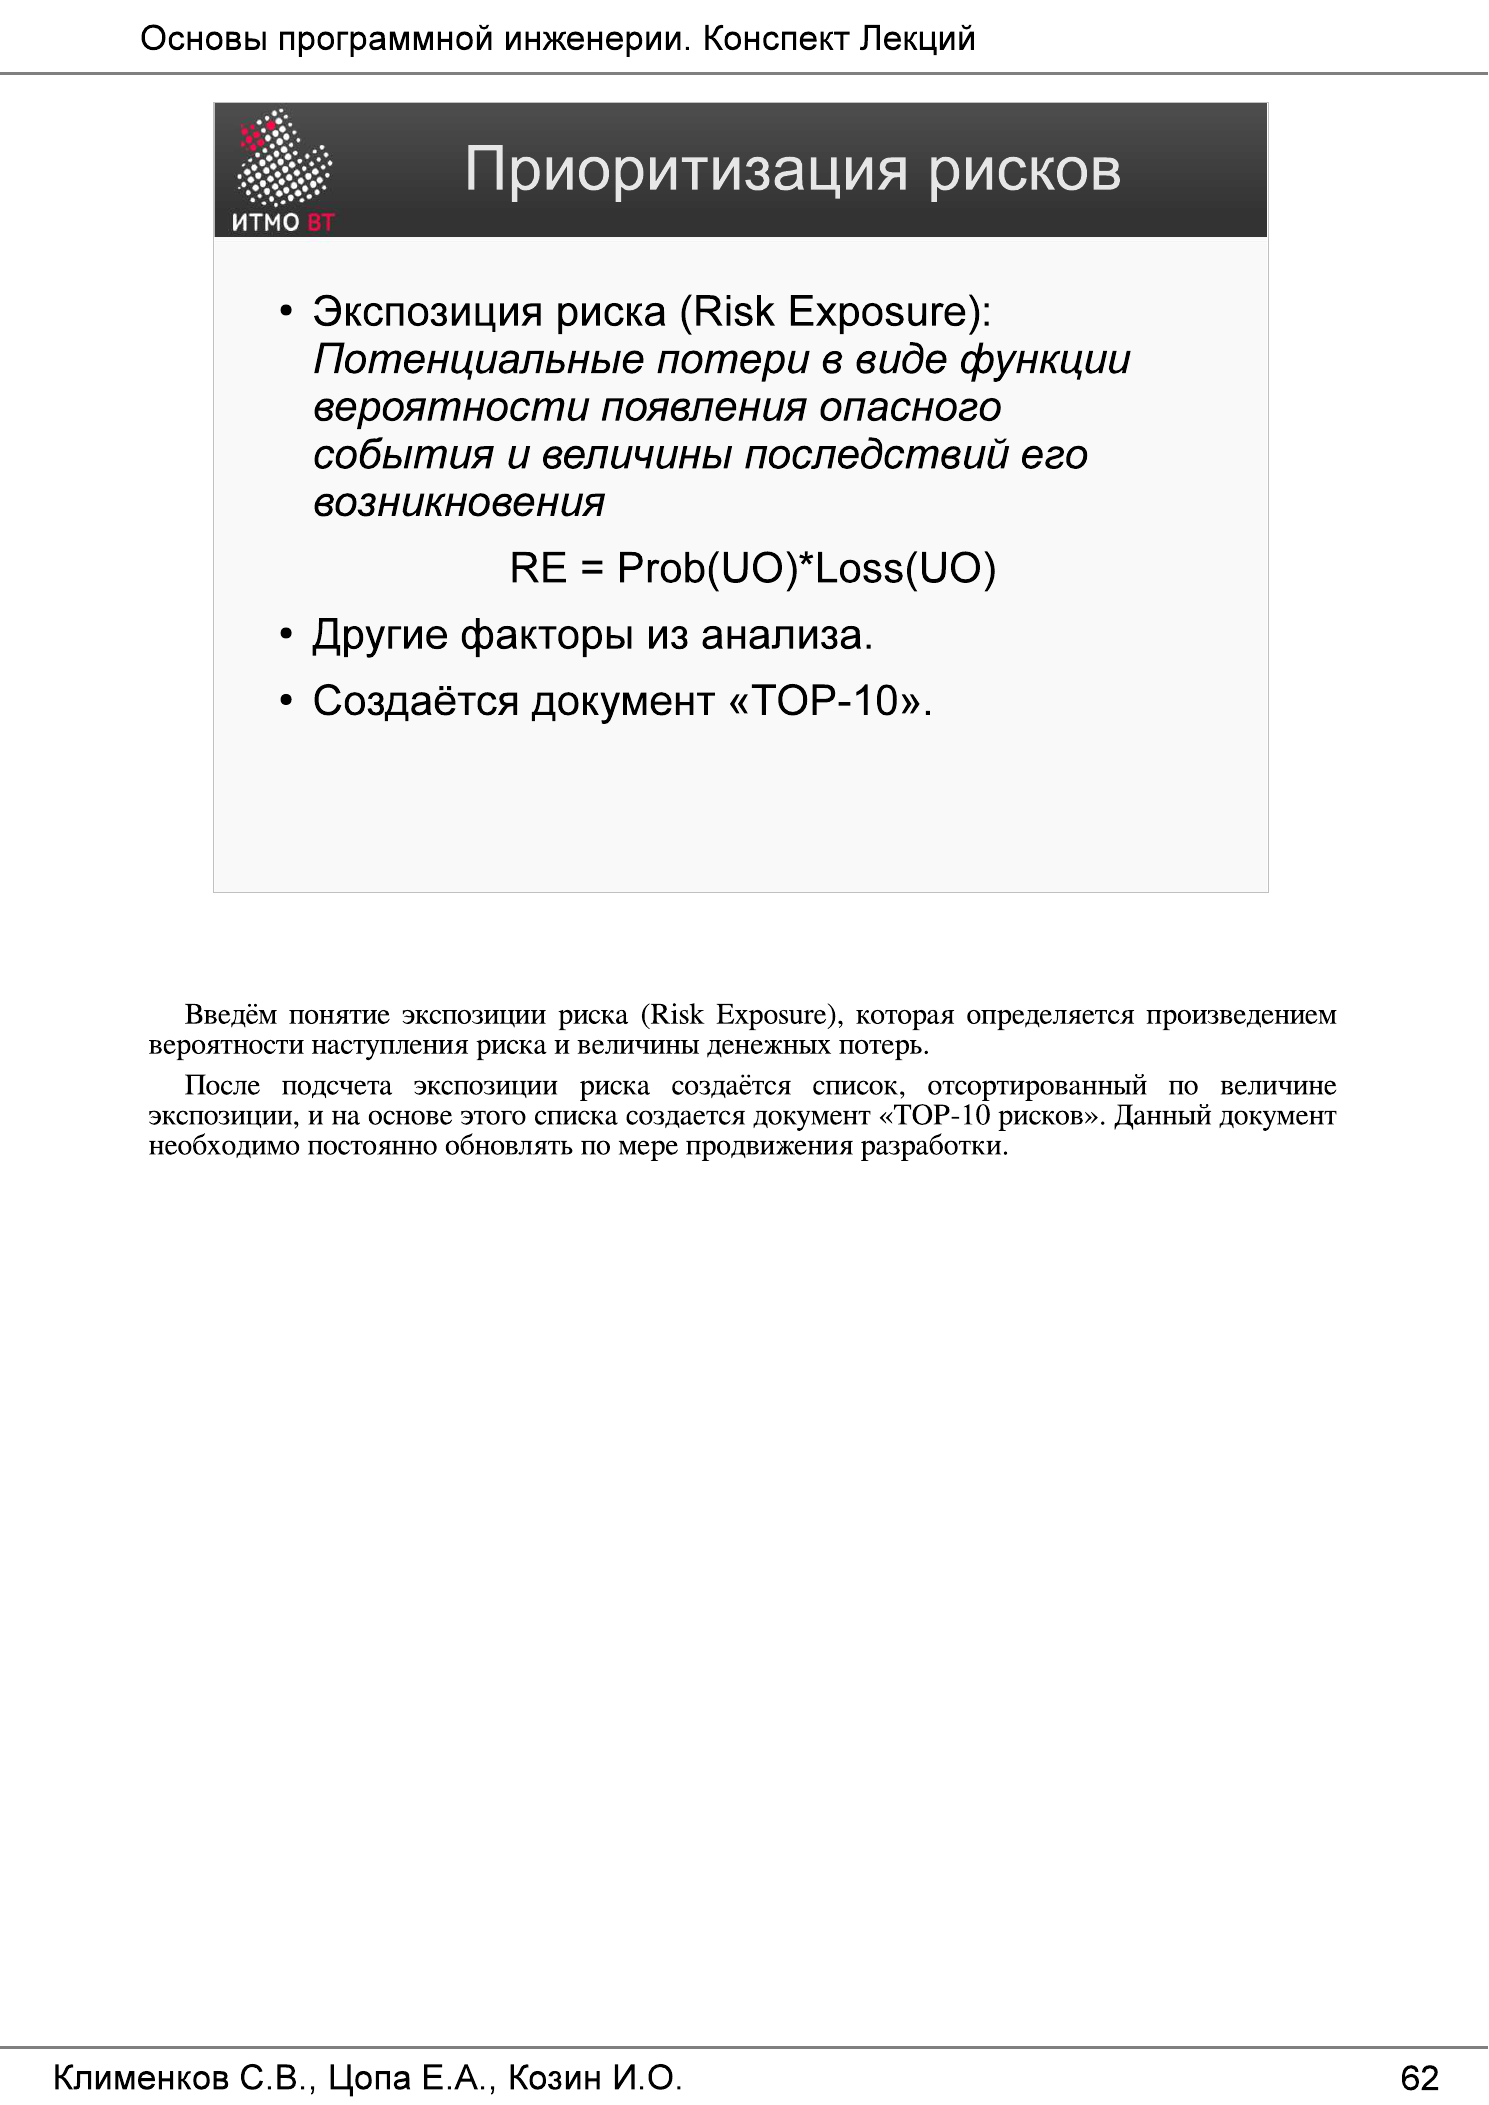 Основы программной инженерии. Конспект Лекций
ИТМО ВТ
Приоритизация рисков
• Экспозиция риска (Risk Exposure):
Потенциальные потери в виде функции
вероятности появления опасного
события и величины последствий его
возникновения
RE = Prob(UO)*Loss(UO)
• Другие факторы из анализа.
• Создаётся документ «TOP-10».
Введём понятие экспозиции риска (Risk Exposure), которая определяется произведением
вероятности наступления риска и величины денежных потерь.
После подсчета экспозиции риска создаётся список, отсортированный по величине
экспозиции, и на основе этого списка создается документ «TOP-10 рисков». Данный документ
необходимо постоянно обновлять по мере продвижения разработки.
Клименков С.В., Цопа Е.А., Козин И.О.
62